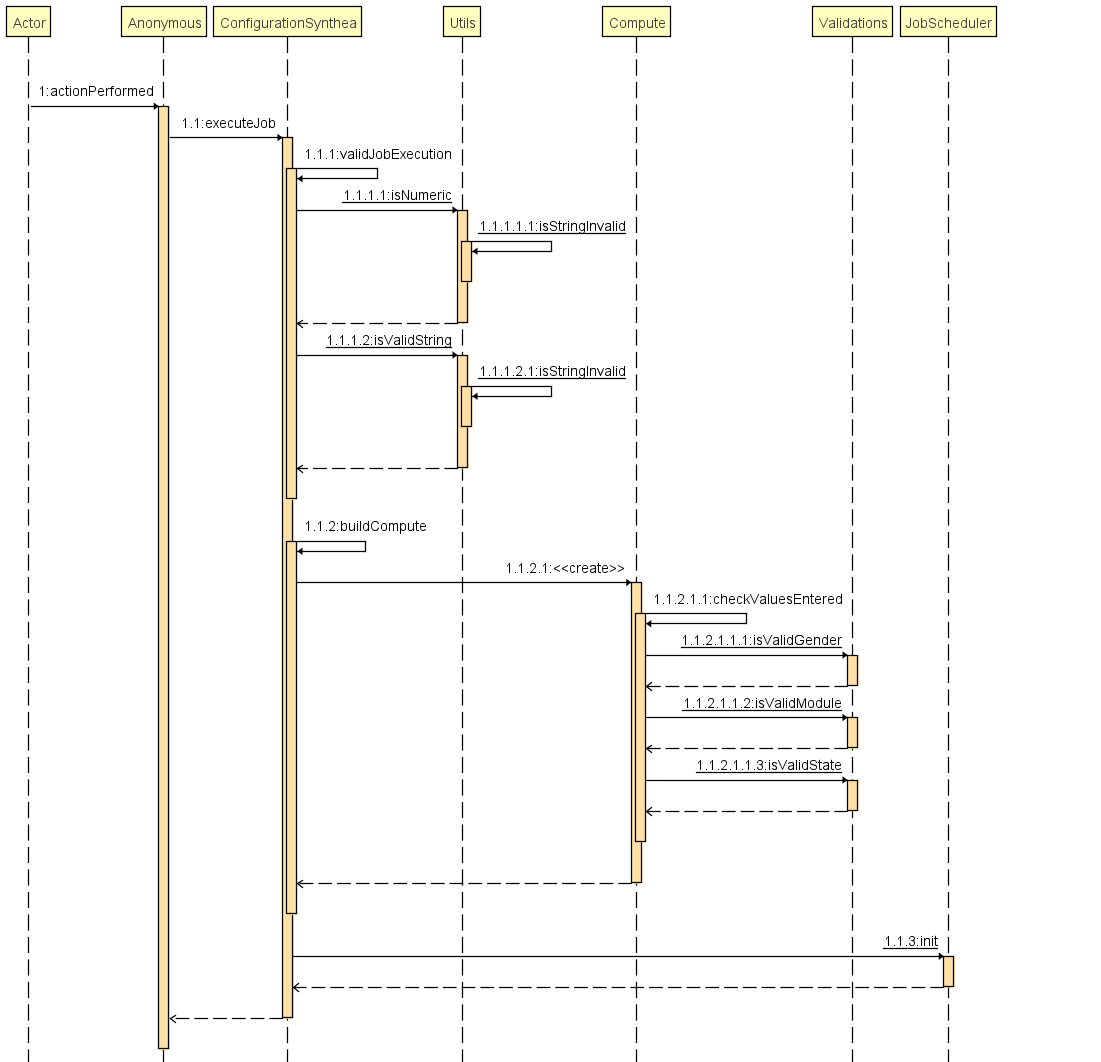 Actor
Anonymous
ConfigurationSynthea
Utils
Compute
Validations
JobScheduler
1:actionPerformed
1.1:executeJob
1.1.1:validJobExecution
1.1.1.1:isNumeric
1.1.1.1.1:isStringInvalid
1.1.1.2:isValidString
1.1.1.2.1:isStringInvalid
1.1.2:buildCompute
1.1.2.1:<<create>>
1.1.2.1.1:checkValuesEntered
1.1.2.1.1.1:isValidGender
1.1.2.1.1.2:isValidModule
1.1.2.1.1.3:isValidState
1.1.3:init